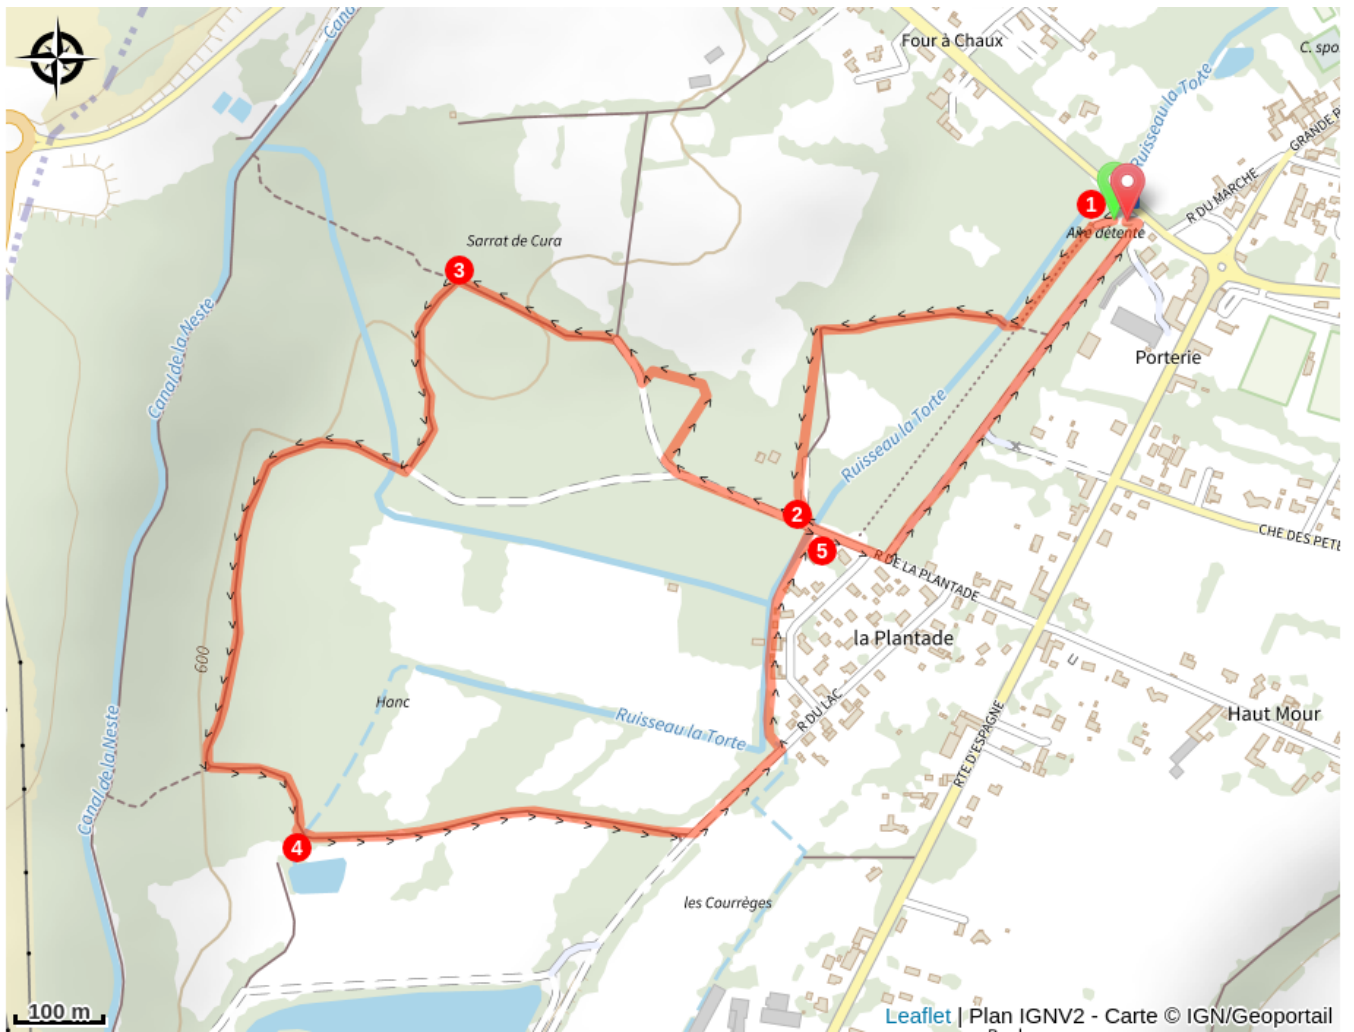 Canal
Four à Chaux
C. spo
Ruisseau la Torte
GRANDE R
R DU MARCHE
1
Aire détente
Sarrat de Cura
3
Canal de la Neste
Porterie
Ruisseau la Torte
2
5
CHE DES PETE
R DE LA PLANTADE
la Plantade
600
Hanc
R DU LAC
Ruisseau la Torte
Haut Mour
RTE D'ESPAGNE
Canal de la Neste
4
les Courrèges
100 m
Leaflet | Plan IGNV2 - Carte © IGN/Geoportail